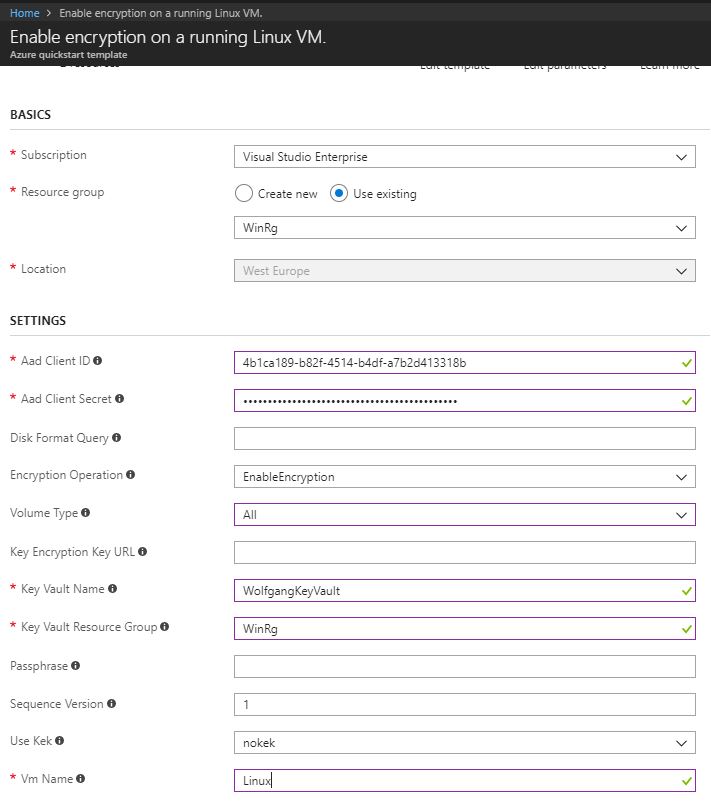 Home > Enable encryption on a running Linux VM.
Enable encryption on a running Linux VM.
Azure quickstart template
Edit template Edit parameters Learn more
BASICS
* Subscription Visual Studio Enterprise
* Resource group Create new Use existing
WinRg
* Location West Europe
SETTINGS
* Aad Client ID 4b1ca189-b82f-4514-b4df-a7b2d413318b
* Aad Client Secret ••••••••••••••••••••••••••••••••••••••••••••
Disk Format Query
Encryption Operation EnableEncryption
Volume Type All
Key Encryption Key URL
* Key Vault Name WolfgangKeyVault
* Key Vault Resource Group WinRg
Passphrase
Sequence Version 1
Use Kek nokek
* Vm Name Linux